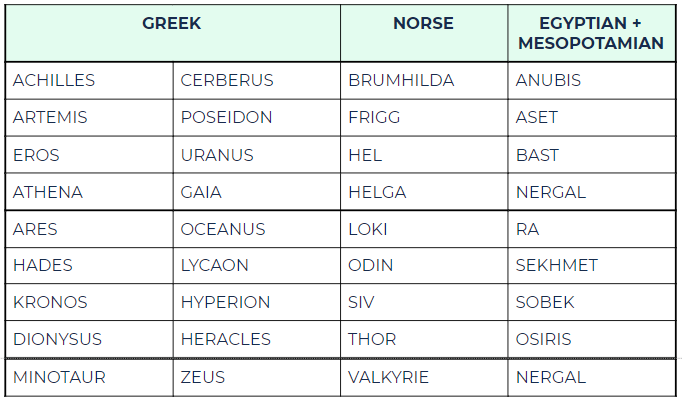 GREEK NORSE EGYPTIAN +
MESOPOTAMIAN
ACHILLES CERBERUS BRUMHILDA ANUBIS
ARTEMIS POSEIDON FRIGG ASET
EROS URANUS HEL BAST
ATHENA GAIA HELGA NERGAL
ARES OCEANUS LOKI RA
HADES LYCAON ODIN SEKHMET
KRONOS HYPERION SIV SOBEK
DIONYSUS HERACLES THOR OSIRIS
MINOTAUR ZEUS VALKYRIE NERGAL